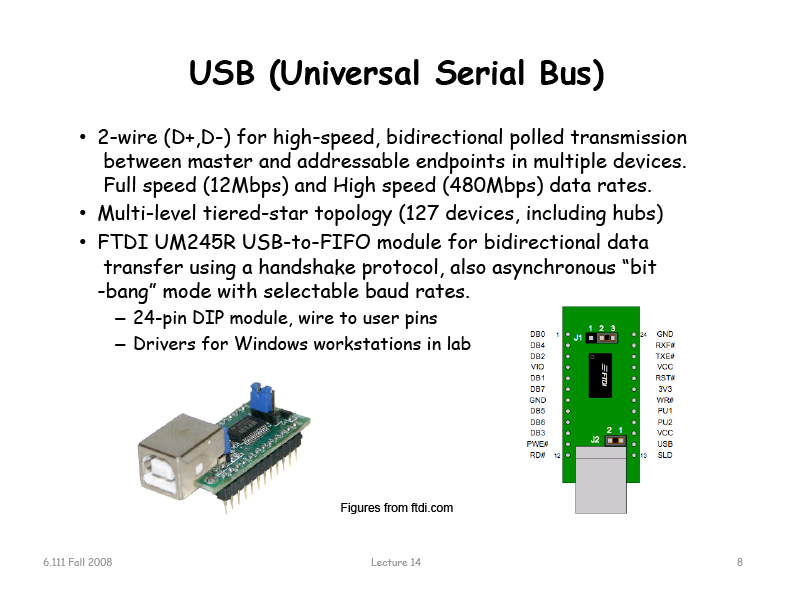 USB (Universal Serial Bus)
• 2-wire (D+,D-) for high-speed, bidirectional polled transmission
between master and addressable endpoints in multiple devices.
Full speed (12Mbps) and High speed (480Mbps) data rates.
• Multi-level tiered-star topology (127 devices, including hubs)
• FTDI UM245R USB-to-FIFO module for bidirectional data
transfer using a handshake protocol, also asynchronous “bit
-bang” mode with selectable baud rates.
– 24-pin DIP module, wire to user pins
– Drivers for Windows workstations in lab
1 2 3
J1
DB0 1 24 GND
DB4 RXF#
DB2 TXE#
VIO VCC
DB1 RST#
DB7 3V3
GND WR#
DB5 PU1
DB6 PU2
DB3 VCC
PWE# USB
RD# 12 13 SLD
FTDI
2 1
J2
Figures from ftdi.com
6.111 Fall 2008
Lecture 14
8